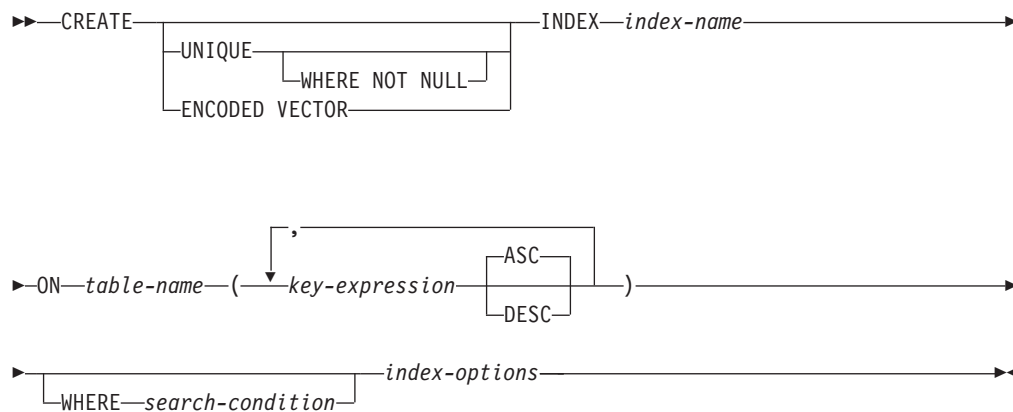 CREATE INDEX index-name
UNIQUE
WHERE NOT NULL
ENCODED VECTOR
,
ASC
ON table-name ( key-expression )
DESC
index-options
WHERE search-condition